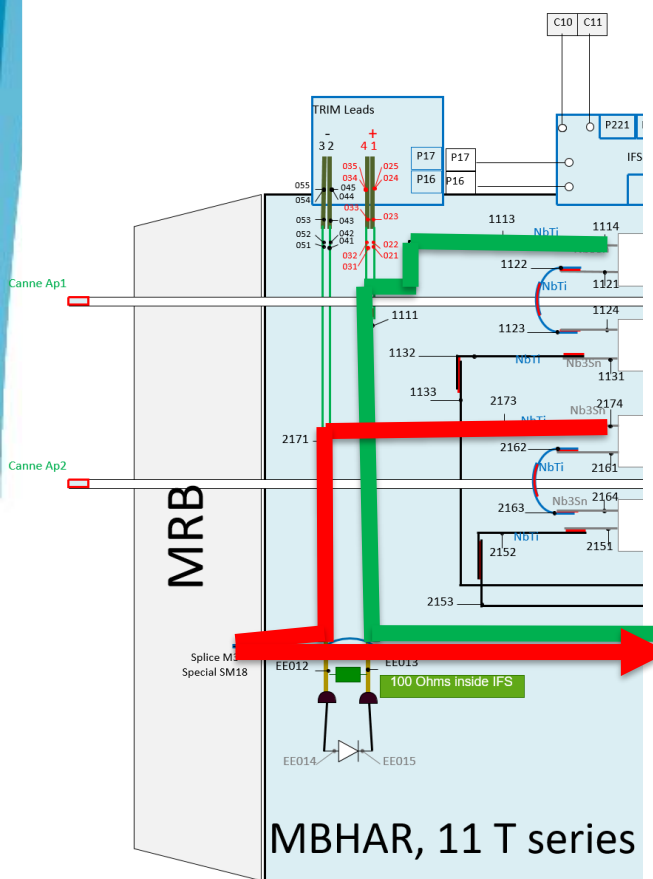 C10 C11
TRIM Leads
- +
3 2 4 1
P17 P17
P16 P16
P221
IFS
035 025
034 024
055 045
054 044
033 023
053 043
052 042
051 041
032 022
031 021
1113 1114
NbTi
1122 1121
Canne Ap1
NbTi
1111
1124
1123
1132
NbTi Nb3Sn
1131
1133
2173 Nb3Sn 2174
NbTi
2171
2162
Canne Ap2
NbTi 2161
Nb3Sn 2164
2163
NbTi
2152 2151
MRB
2153
Splice M3
Special SM18
EE012 EE013
100 Ohms inside IFS
EE014 EE015
MBHAR, 11 T series